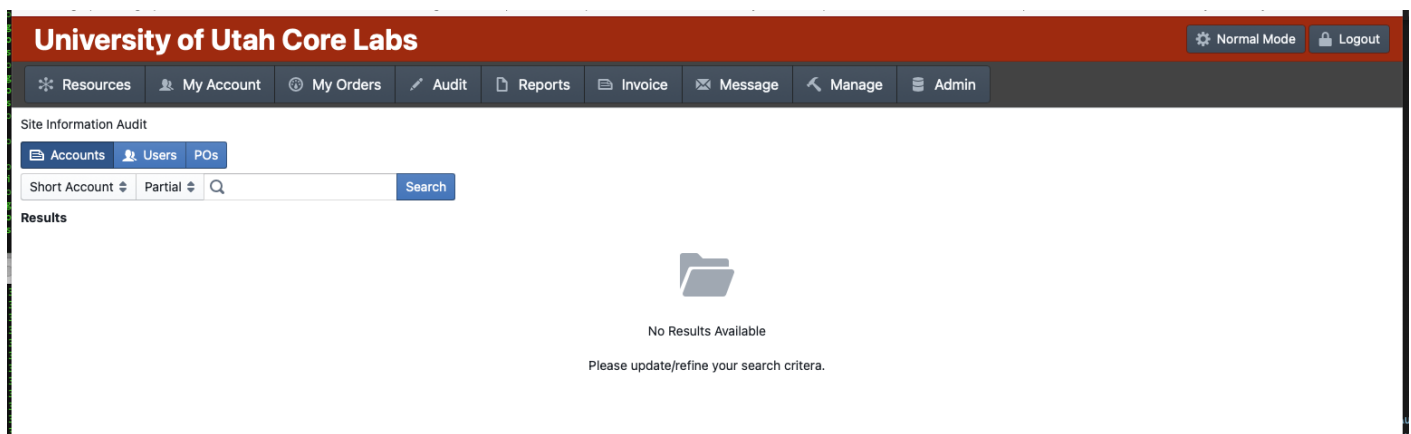 University of Utah Core Labs
Normal Mode
Logout
Resources
My Account
My Orders
Audit
Reports
Invoice
Message
Manage
Admin
Site Information Audit
Accounts
Users
POs
Short Account
Partial
Search
Results
No Results Available
Please update/refine your search critera.